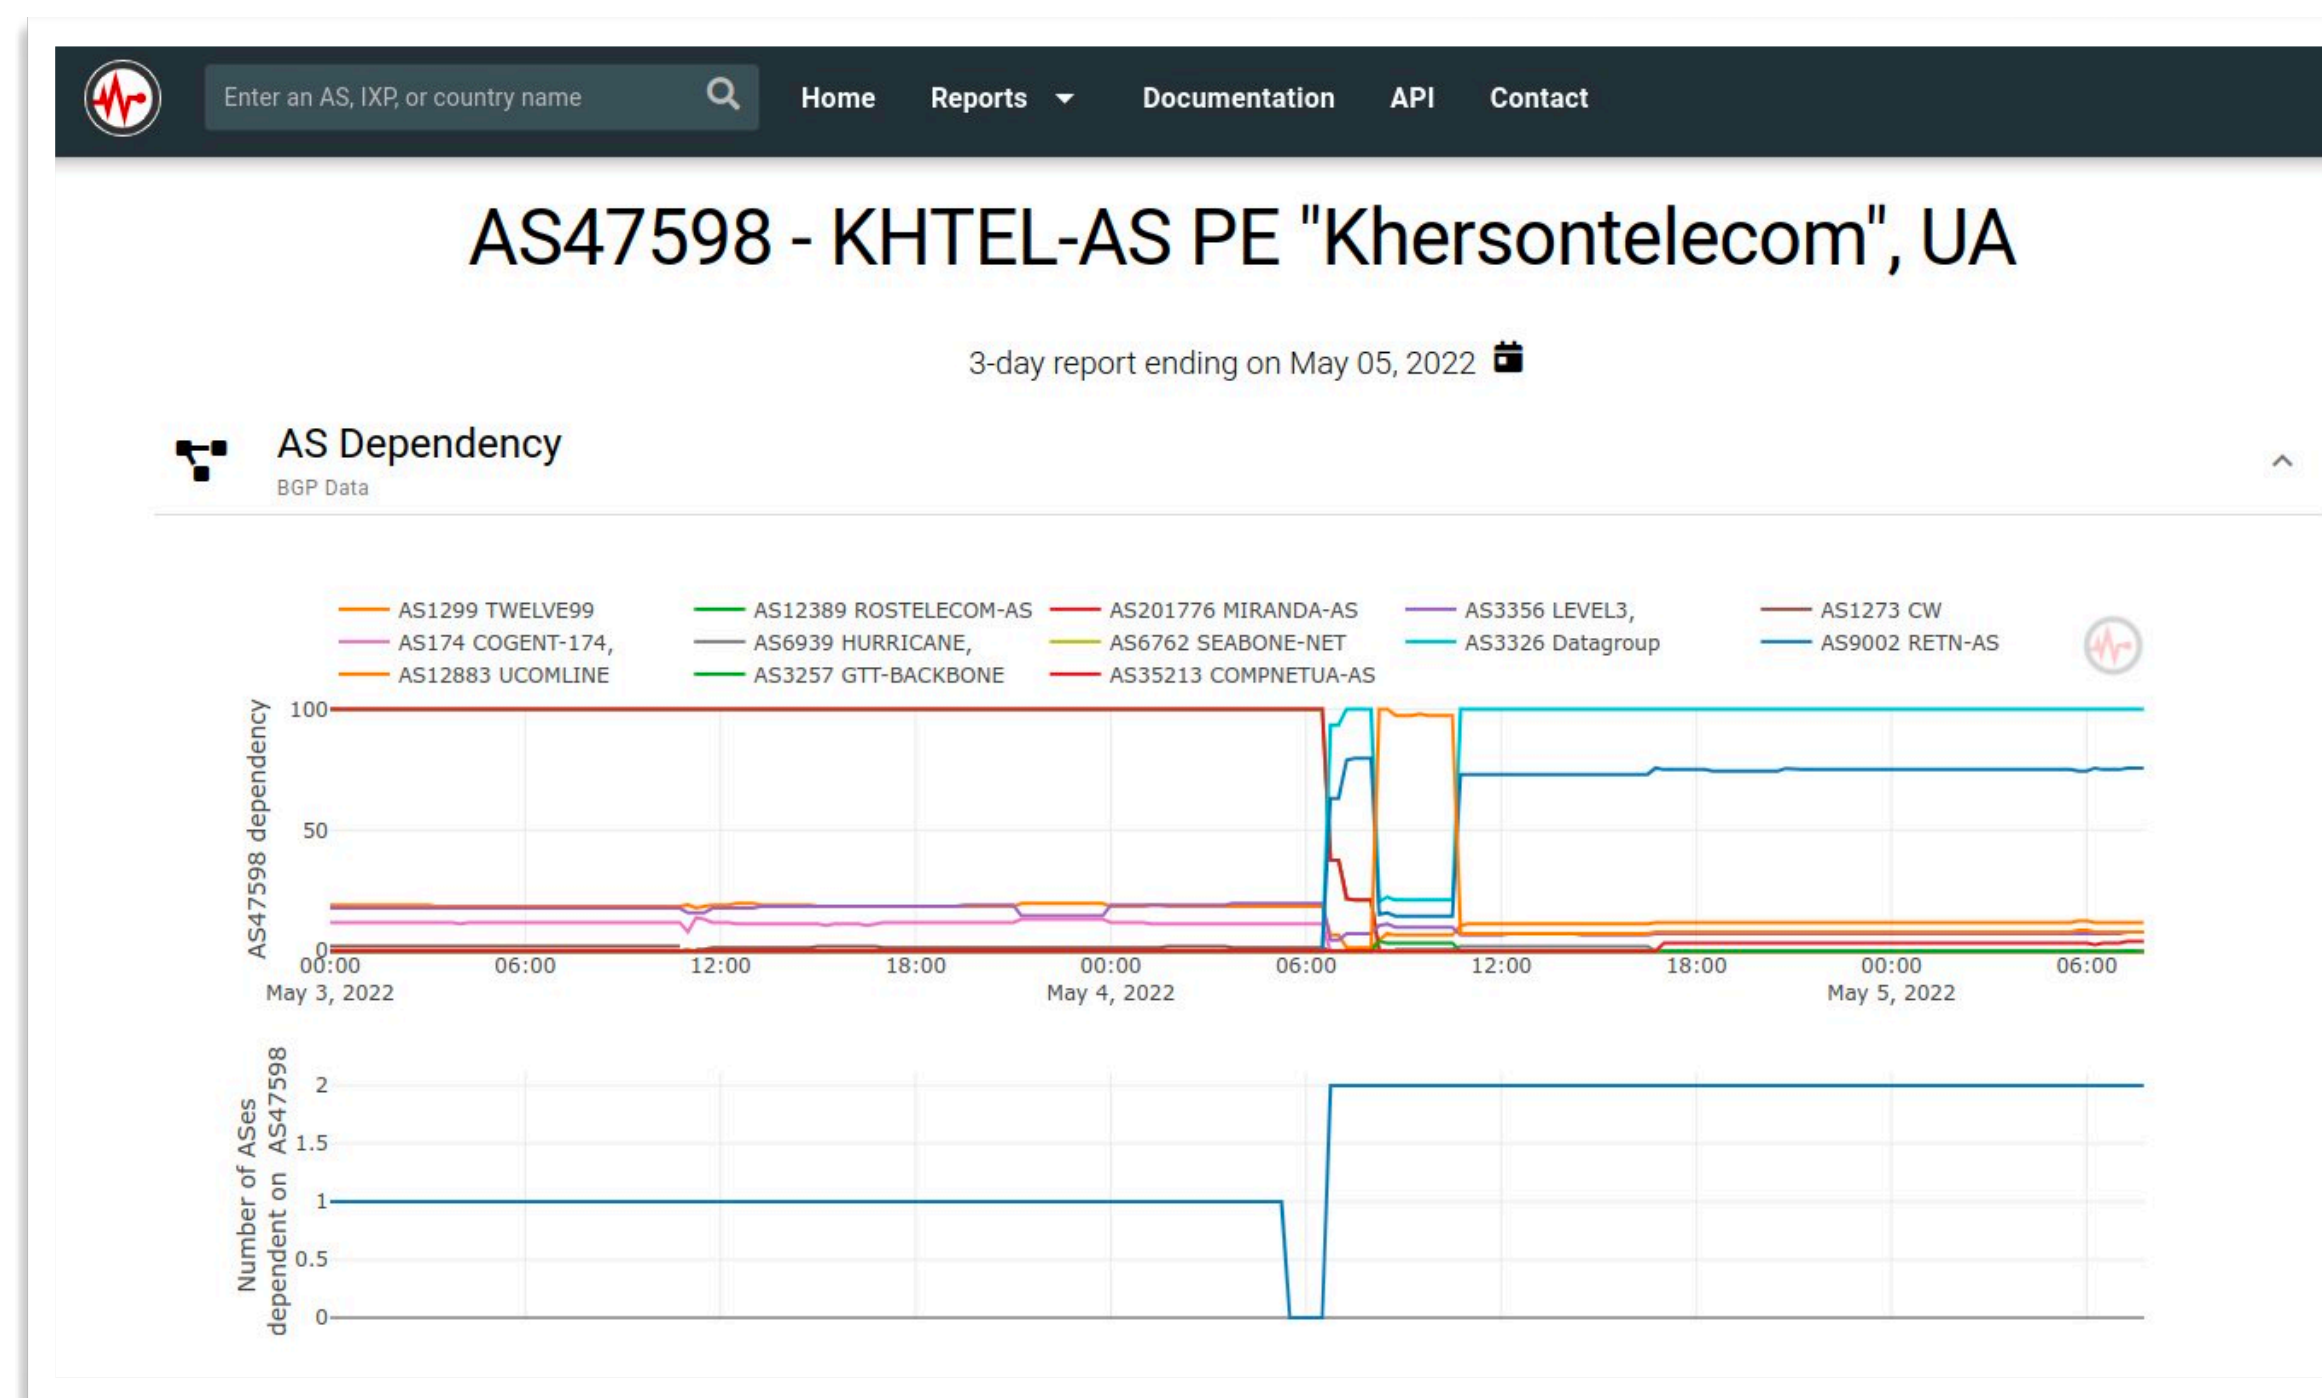 Enter an AS, IXP, or country name
Home Reports Documentation API Contact
AS47598 - KHTEL-AS PE "Khersontelecom", UA
3-day report ending on May 05, 2022
AS Dependency
BGP Data
AS1299 TWELVE99 AS12389 ROSTELECOM-AS AS201776 MIRANDA-AS AS3356 LEVEL3, AS1273 CW
AS174 COGENT-174, AS6939 HURRICANE, AS6762 SEABONE-NET AS3326 Datagroup AS9002 RETN-AS
AS12883 UCOMLINE AS3257 GTT-BACKBONE AS35213 COMPNETUA-AS
AS47598 dependency
100
50
0
00:00 06:00 12:00 18:00 00:00 06:00 12:00 18:00 00:00 06:00
May 3, 2022 May 4, 2022 May 5, 2022
Number of ASes
dependent on AS47598
2
1.5
1
0.5
0